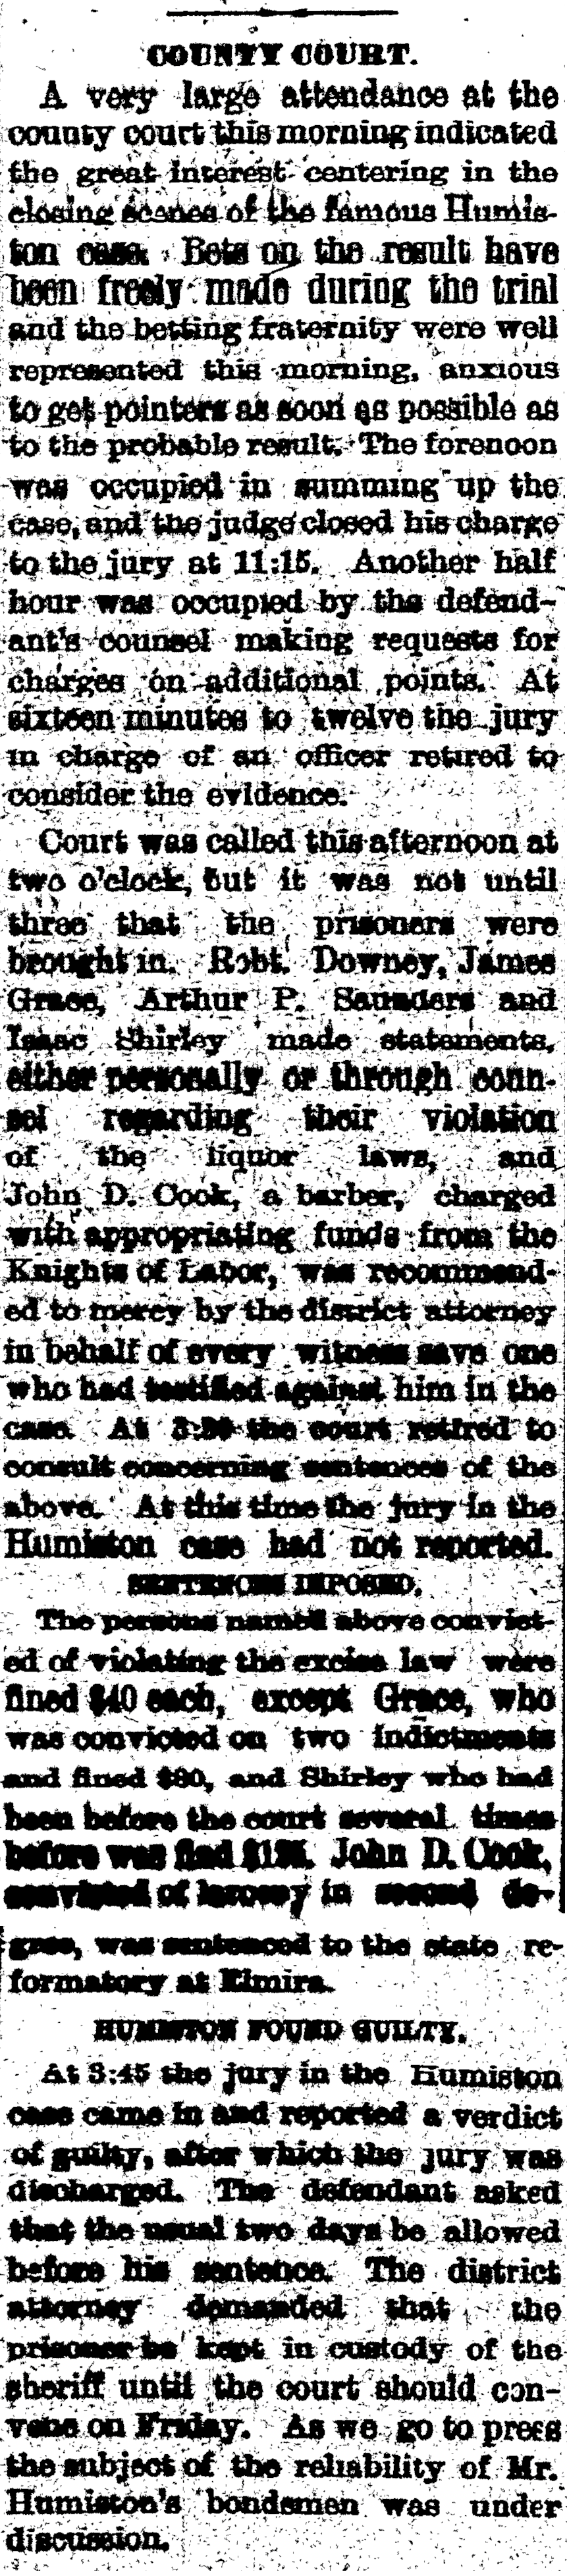 COUNTY COURT.
A very large attendance at the
county court this morning indicated
the great interest centering in the
closing scenes of the famous Humis-
ton case. Bets on the result have
been freely made during the trial
and the betting fraternity were well
represented this morning, anxious
to get pointers as soon as possible as
to the probable result. The forenoon
was occupied in summing up the
case, and the judge closed his charge
to the jury at 11:15. Another half
hour was occupied by the defend-
ant's counsel making requests for
charges on additional points. At
sixteen minutes to twelve the jury
in charge of an officer retired to
consider the evidence.
Court was called this afternoon at
two o'clock, but it was not until
three that the prisoners were
brought in. Robt. Downey, James
Grace, Arthur P. Saunders and
Isaac Shirley made statements,
either personally or through coun-
sel regarding their violation
of the liquor laws, and
John D. Cook, a barber, charged
with appropriating funds from the
Knights of Labor, was recommend-
ed to mercy by the district attorney
in behalf of every witness save one
who had testified against him in the
case. At the court retired to
consult concerning sentences of the
above. At this time the jury in the
Humiston case had not reported.
SENTENCES IMPOSED.
The persons named above convict-
ed of violating the excise law were
fined $40 each, except Grace, who
was convicted on two indictments
and fined $80, and Shirley who had
been before the court several times
before was fined John D. Cook,
convicted of larceny in second de-
gree, was sentenced to the state re-
formatory at Elmira.
HUMISTON FOUND GUILTY.
At 3:45 the jury in the Humiston
case came in and reported a verdict
of guilty, after which the jury was
discharged. The defendant asked
that the usual two days be allowed
before his sentence. The district
attorney demanded that the
prisoner be kept in custody of the
sheriff until the court should con-
vene on Friday. As we go to press
the subject of the reliability of Mr.
Humiston's bondsmen was under
discussion.